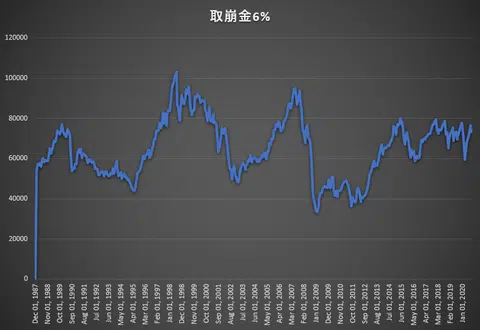 取崩金6%
120000
100000
80000
60000
40000
20000
0
Dec 01, 1987
Nov 01, 1988
Oct 01, 1989
Sep 01, 1990
Aug 01, 1991
Jul 01, 1992
Jun 01, 1993
May 01, 1994
Apr 01, 1995
Mar 01, 1996
Feb 01, 1997
Jan 01, 1998
Dec 01, 1998
Nov 01, 1999
Oct 01, 2000
Sep 01, 2001
Aug 01, 2002
Jul 01, 2003
Jun 01, 2004
May 01, 2005
Apr 01, 2006
Mar 01, 2007
Feb 01, 2008
Jan 01, 2009
Dec 01, 2009
Nov 01, 2010
Oct 01, 2011
Sep 01, 2012
Aug 01, 2013
Jul 01, 2014
Jun 01, 2015
May 01, 2016
Apr 01, 2017
Mar 01, 2018
Feb 01, 2019
Jan 01, 2020